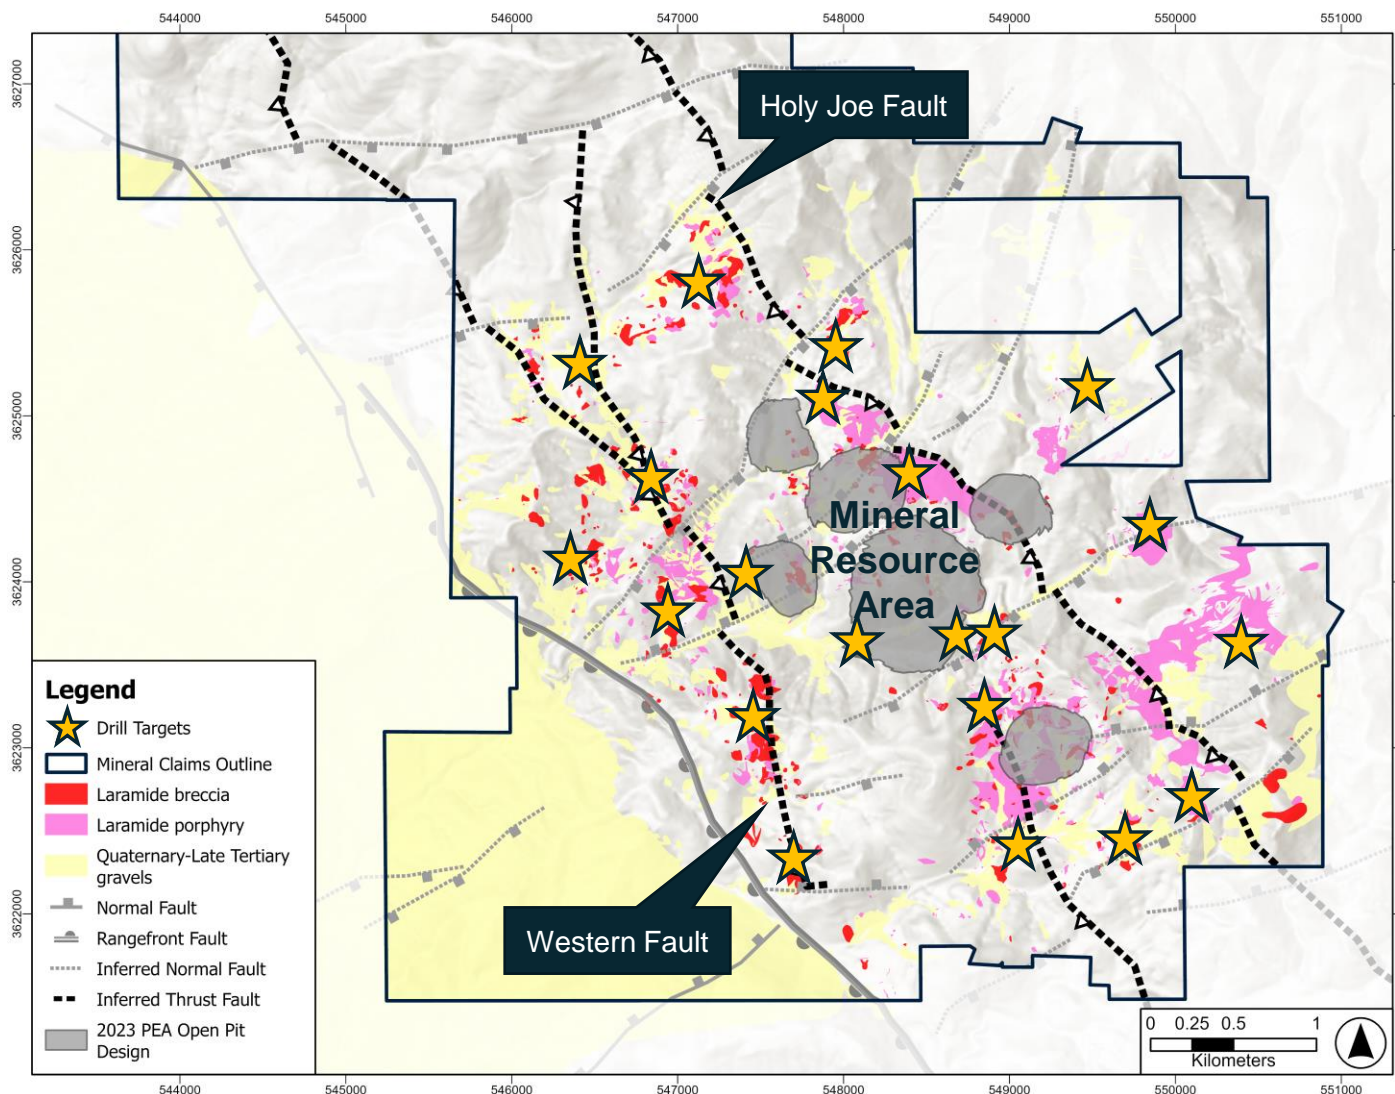 544000 545000 546000 547000 548000 549000 550000 551000
3627000
3626000
3625000
3624000
3623000
3622000
Holy Joe Fault
Mineral
Resource
Area
Western Fault
Legend
Drill Targets
Mineral Claims Outline
Laramide breccia
Laramide porphyry
Quaternary-Late Tertiary
gravels
Normal Fault
Rangefront Fault
Inferred Normal Fault
Inferred Thrust Fault
2023 PEA Open Pit
Design
0 0.25 0.5 1
Kilometers
544000 545000 546000 547000 548000 549000 550000 551000